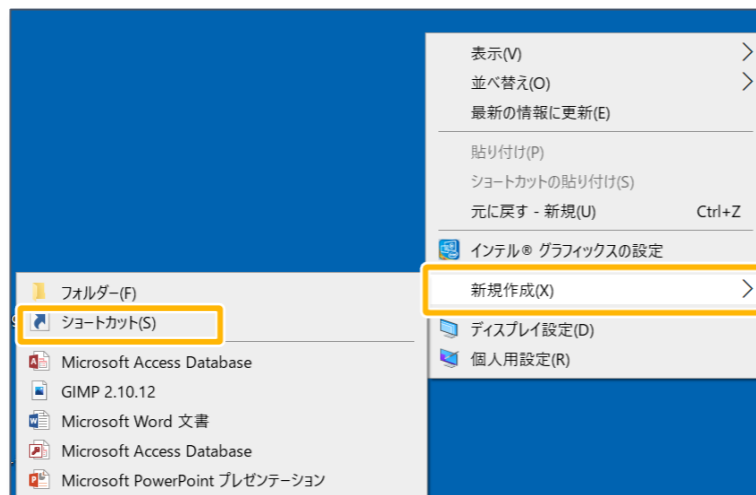 表示(V)
並べ替え(O)
最新の情報に更新(E)
貼り付け(P)
ショートカットの貼り付け(S)
元に戻す - 新規(U) Ctrl+Z
インテル® グラフィックスの設定
新規作成(X)
ディスプレイ設定(D)
個人用設定(R)
フォルダー(F)
ショートカット(S)
Microsoft Access Database
GIMP 2.10.12
Microsoft Word 文書
Microsoft Access Database
Microsoft PowerPoint プレゼンテーション